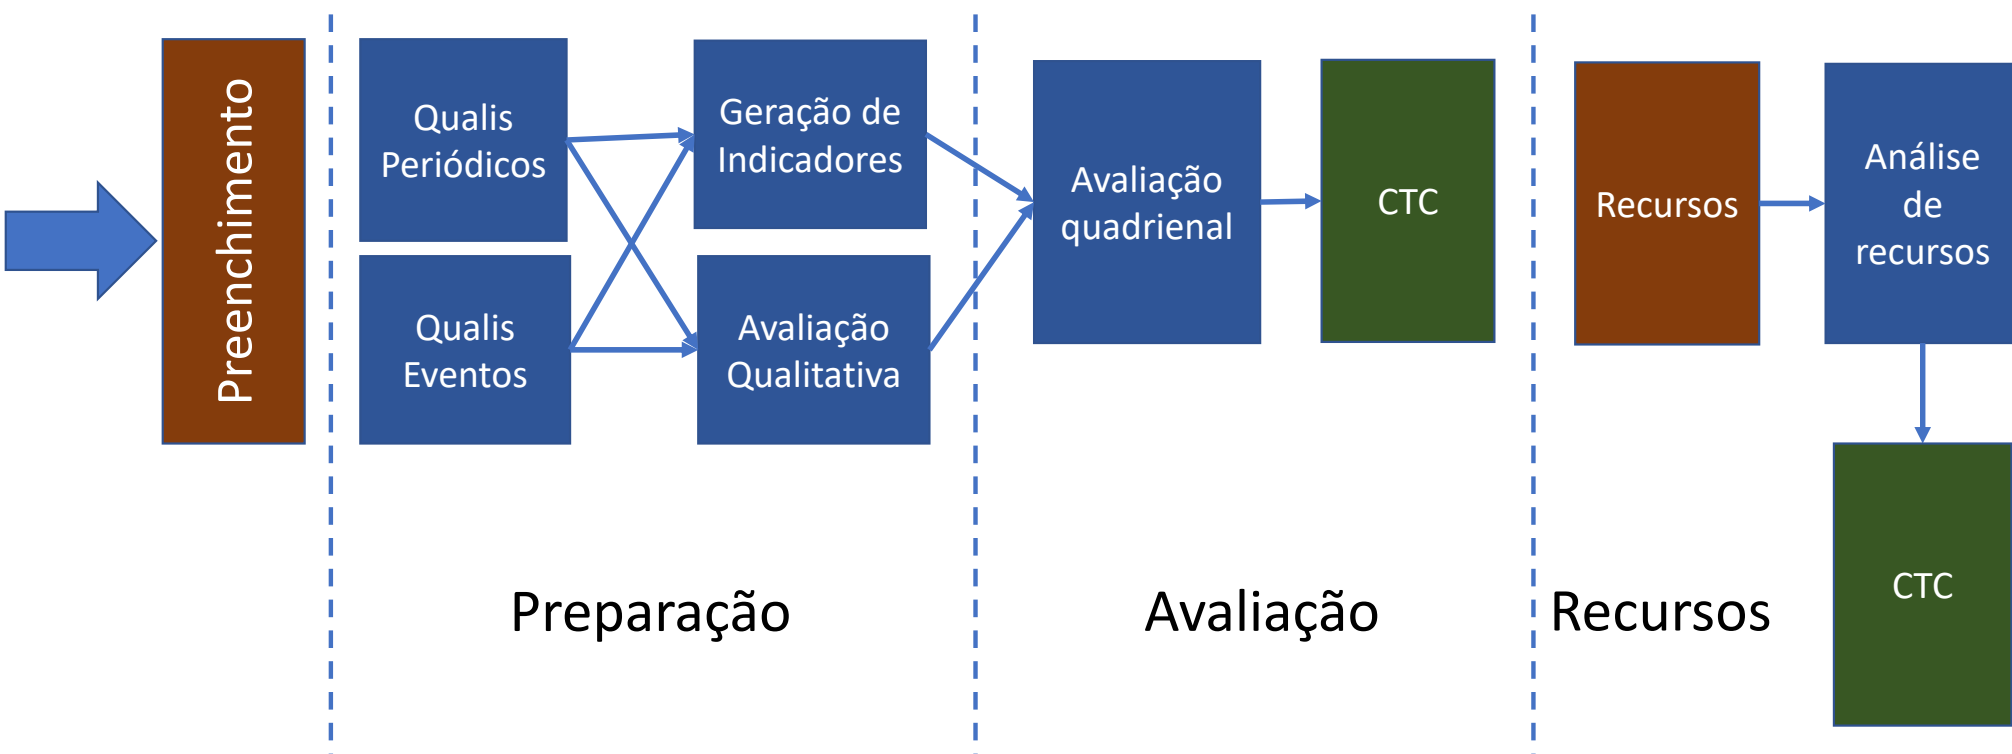 Preenchimento
Qualis
Periódicos
Qualis
Eventos
Geração de
Indicadores
Avaliação
Qualitativa
Preparação
Avaliação
quadrienal
CTC
Avaliação
Recursos
Análise
de
recursos
CTC
Recursos